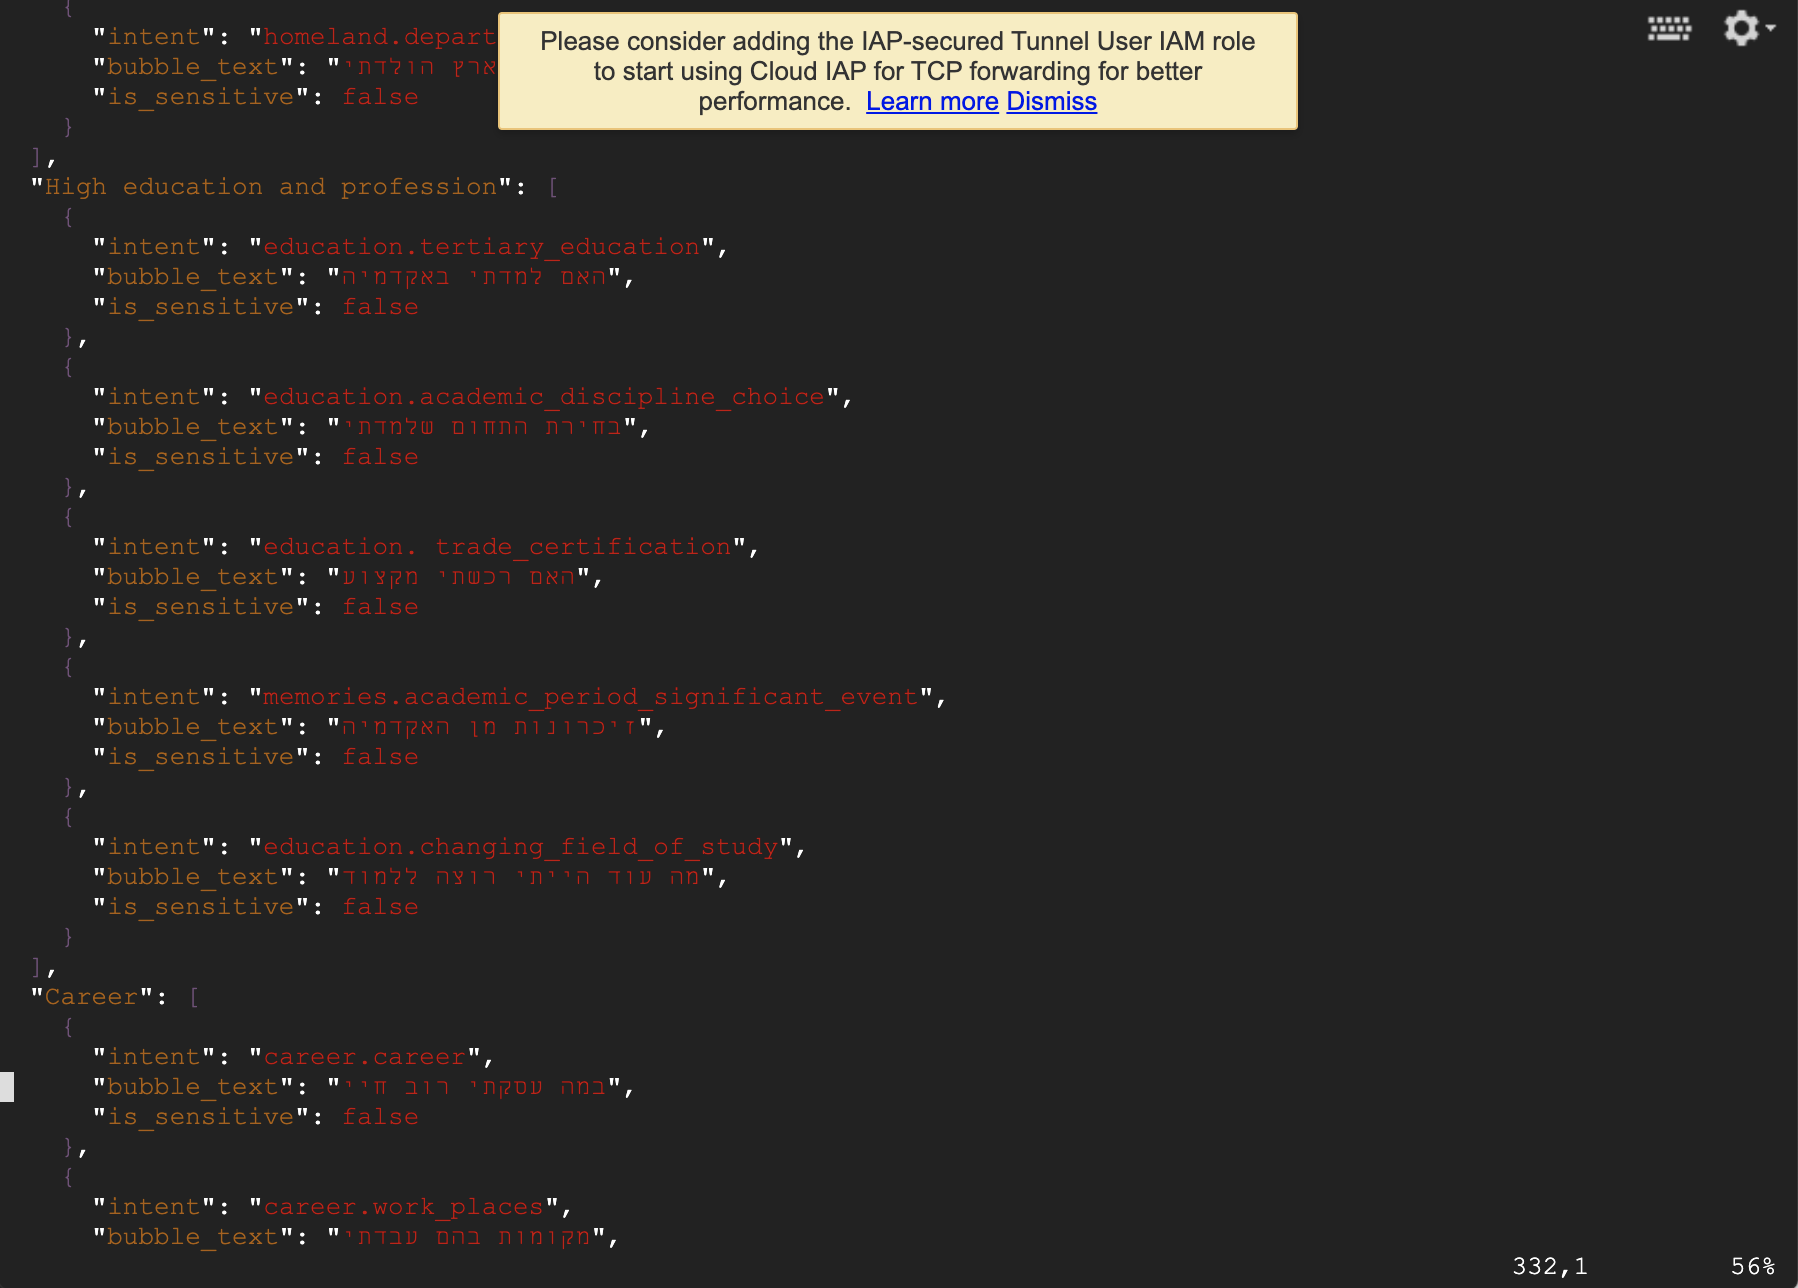 {
"intent": "homeland.depart
"bubble_text": "ארץ הולדתי
"is_sensitive": false
}
],
Please consider adding the IAP-secured Tunnel User IAM role
to start using Cloud IAP for TCP forwarding for better
performance. Learn more Dismiss
"High education and profession": [
{
"intent": "education.tertiary_education",
"bubble_text": "האם למדתי באקדמיה",
"is_sensitive": false
},
{
"intent": "education.academic_discipline_choice",
"bubble_text": "בחירת התחום שלמדתי",
"is_sensitive": false
},
{
"intent": "education. trade_certification",
"bubble_text": "האם רכשתי מקצוע",
"is_sensitive": false
},
{
"intent": "memories.academic_period_significant_event",
"bubble_text": "זיכרונות מן האקדמיה",
"is_sensitive": false
},
{
"intent": "education.changing_field_of_study",
"bubble_text": "מה עוד הייתי רוצה ללמוד",
"is_sensitive": false
}
],
"Career": [
{
"intent": "career.career",
"bubble_text": "במה עסקתי רוב חיי",
"is_sensitive": false
},
{
"intent": "career.work_places",
"bubble_text": "מקומות בהם עבדתי",
332,1 56%